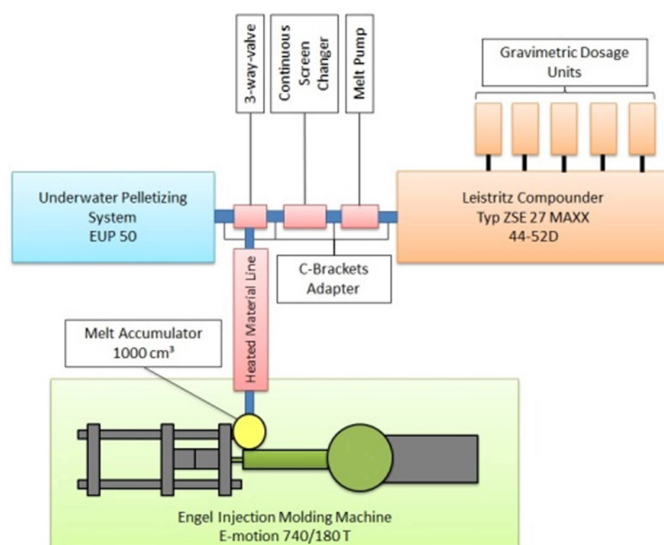 3-way-valve
Continuous
Screen
Changer
Melt Pump
Gravimetric Dosage
Units
Underwater Pelletizing
System
EUP 50
Leistritz Compounder
Typ ZSE 27 MAXX
44-52D
C-Brackets
Adapter
Heated Material Line
Melt Accumulator
1000 cm³
Engel Injection Molding Machine
E-motion 740/180 T